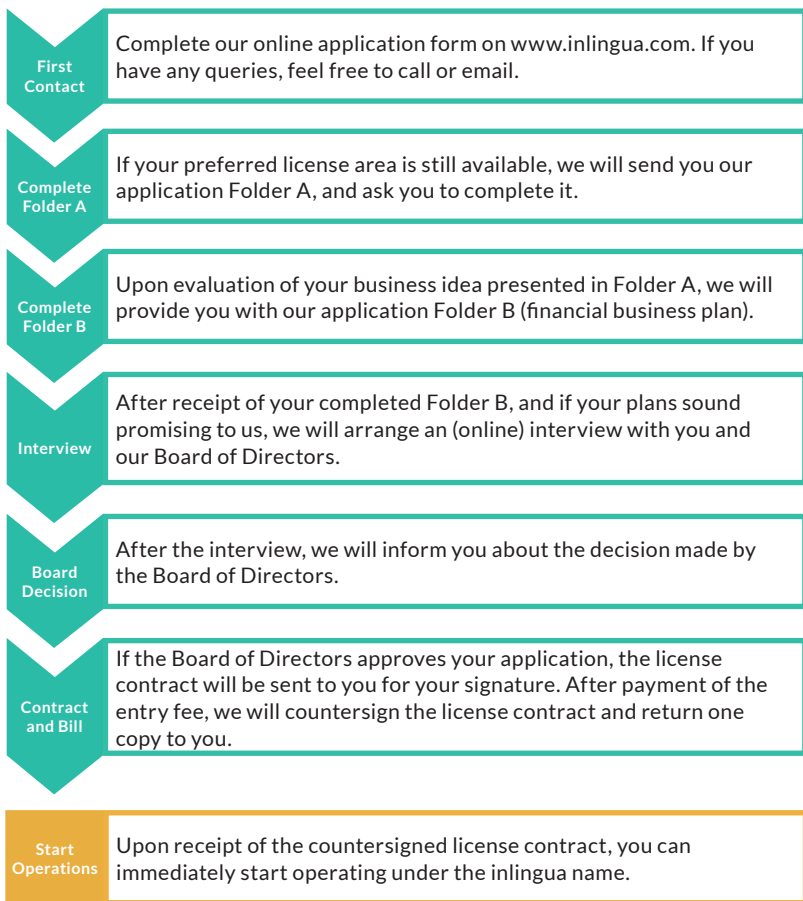 First
Contact
Complete our online application form on www.inlingua.com. If you
have any queries, feel free to call or email.
Complete
Folder A
If your preferred license area is still available, we will send you our
application Folder A, and ask you to complete it.
Complete
Folder B
Upon evaluation of your business idea presented in Folder A, we will
provide you with our application Folder B (financial business plan).
Interview
After receipt of your completed Folder B, and if your plans sound
promising to us, we will arrange an (online) interview with you and
our Board of Directors.
Board
Decision
After the interview, we will inform you about the decision made by
the Board of Directors.
Contract
and Bill
If the Board of Directors approves your application, the license
contract will be sent to you for your signature. After payment of the
entry fee, we will countersign the license contract and return one
copy to you.
Start
Operations
Upon receipt of the countersigned license contract, you can
immediately start operating under the inlingua name.